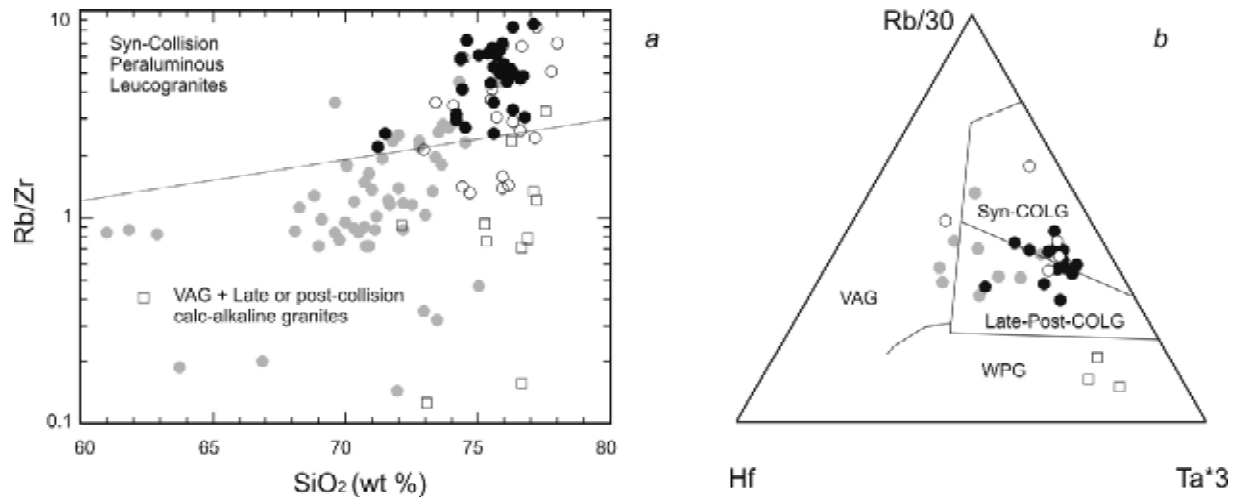 10
1
0.1
Rb/Zr
Syn-Collision
Peraluminous
Leucogranites
VAG + Late or post-collision
calc-alkaline granites
60
65
70
75
80
SiO₂ (wt %)
a
Rb/30
b
Syn-COLG
VAG
Late-Post-COLG
WPG
Hf
Ta*3